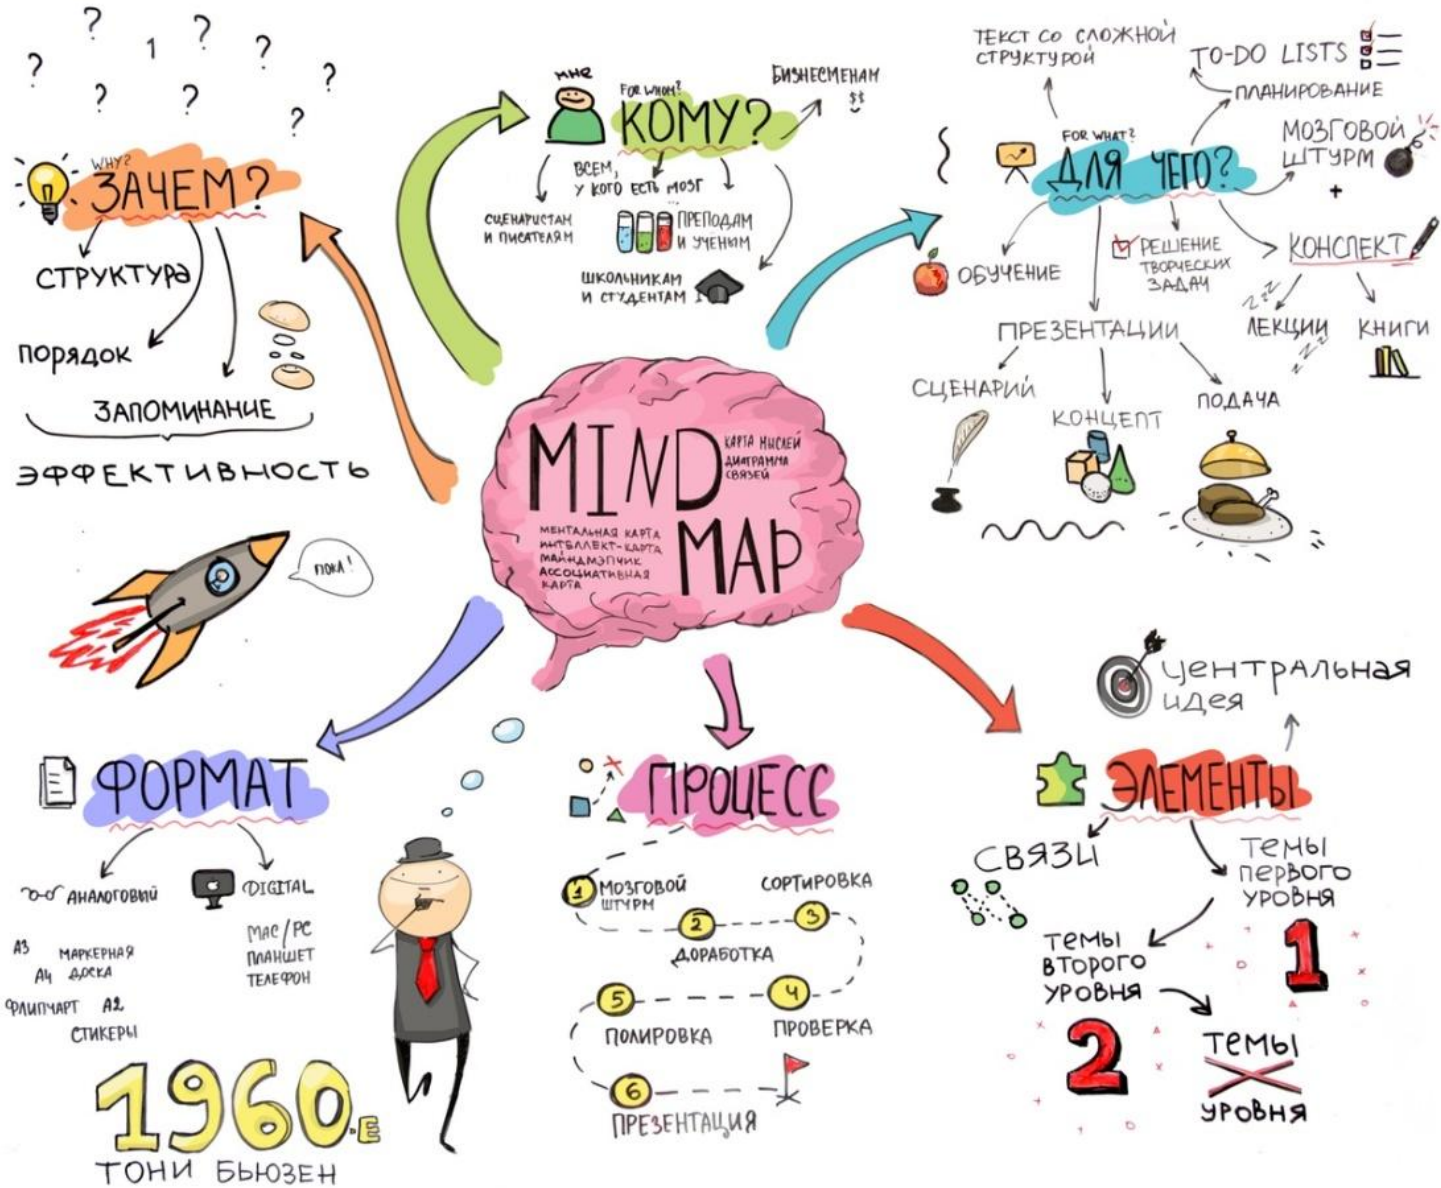 ?
?
?
?
1
?
?
?
?
?
WHY?
ЗАЧЕМ?
СТРУКТУРА
ПОРЯДОК
ЗАПОМИНАНИЕ
ЭФФЕКТИВНОСТЬ
ПОКА!
МНЕ
FOR WHOM?
КОМУ?
БИЗНЕСМЕНАМ
$$
ВСЕМ,
У КОГО ЕСТЬ МОЗГ
...
СЦЕНАРИСТАМ
И ПИСАТЕЛЯМ
ПРЕПОДАМ
И УЧЕНЫМ
ШКОЛЬНИКАМ
И СТУДЕНТАМ
ТЕКСТ СО СЛОЖНОЙ
СТРУКТУРОЙ
TO-DO LISTS
ПЛАНИРОВАНИЕ
FOR WHAT?
ДЛЯ ЧЕГО?
МОЗГОВОЙ
ШТУРМ
+
КОНСПЕКТ
ОБУЧЕНИЕ
РЕШЕНИЕ
ТВОРЧЕСКИХ
ЗАДАЧ
ZZZ
ЛЕКЦИИ
ZZZ
КНИГИ
ПРЕЗЕНТАЦИИ
СЦЕНАРИЙ
КОНЦЕПТ
ПОДАЧА
MIND
КАРТА МЫСЛЕЙ
ДИАГРАММА
СВЯЗЕЙ
МЕНТАЛЬНАЯ КАРТА
ИНТЕЛЛЕКТ-КАРТА
МАЙНДМЭПЧИК
АССОЦИАТИВНАЯ
КАРТА
MAP
ФОРМАТ
АНАЛОГОВЫЙ
A3
МАРКЕРНАЯ
ДОСКА
A4
ФЛИПЧАРТ
A2
СТИКЕРЫ
DIGITAL
MAC/PC
ПЛАНШЕТ
ТЕЛЕФОН
1960-Е
ТОНИ БЬЮЗЕН
ПРОЦЕСС
1
МОЗГОВОЙ
ШТУРМ
2
ДОРАБОТКА
СОРТИРОВКА
3
4
ПРОВЕРКА
5
ПОЛИРОВКА
6
ПРЕЗЕНТАЦИЯ
ЦЕНТРАЛЬНАЯ
ИДЕЯ
ЭЛЕМЕНТЫ
СВЯЗИ
ТЕМЫ
ПЕРВОГО
УРОВНЯ
1
ТЕМЫ
ВТОРОГО
УРОВНЯ
2
ТЕМЫ
X
УРОВНЯ